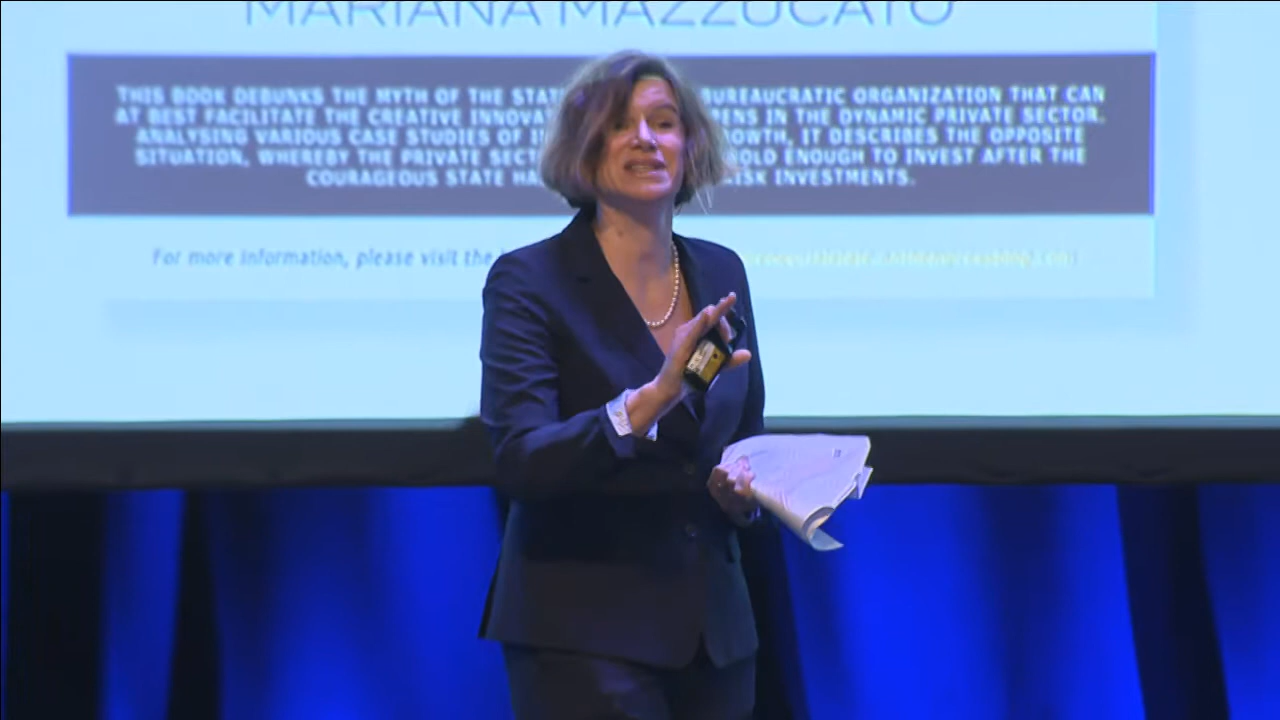 MARIANA MAZZUCATO
THIS BOOK DEBUNKS THE MYTH OF THE STAT BUREAUCRATIC ORGANIZATION THAT CAN
AT BEST FACILITATE THE CREATIVE INNOVA PENS IN THE DYNAMIC PRIVATE SECTOR.
ANALYSING VARIOUS CASE STUDIES OF I ROWTH, IT DESCRIBES THE OPPOSITE
SITUATION, WHEREBY THE PRIVATE SECT OLD ENOUGH TO INVEST AFTER THE
COURAGEOUS STATE HA RISK INVESTMENTS.
For more information, please visit the